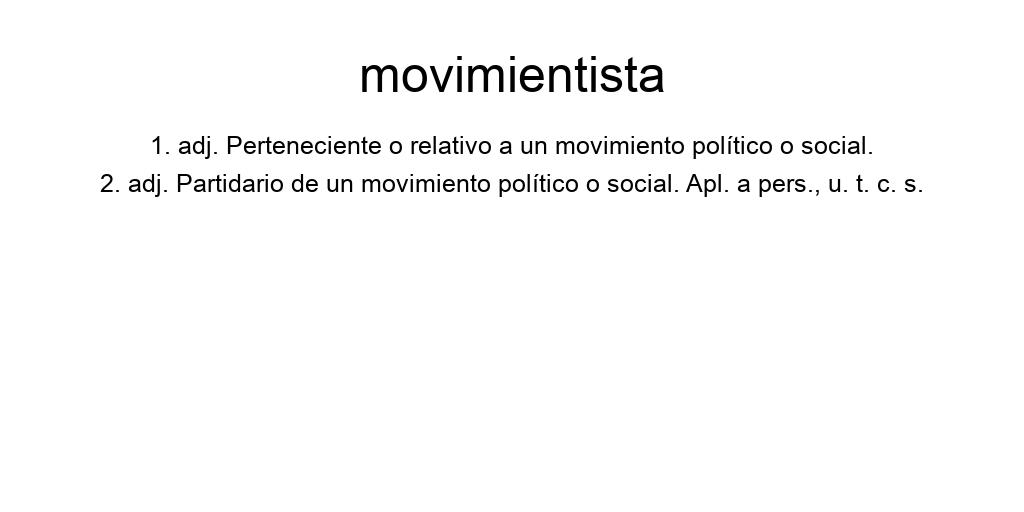 movimientista
1. adj. Perteneciente o relativo a un movimiento político o social.
2. adj. Partidario de un movimiento político o social. Apl. a pers., u. t. c. s.